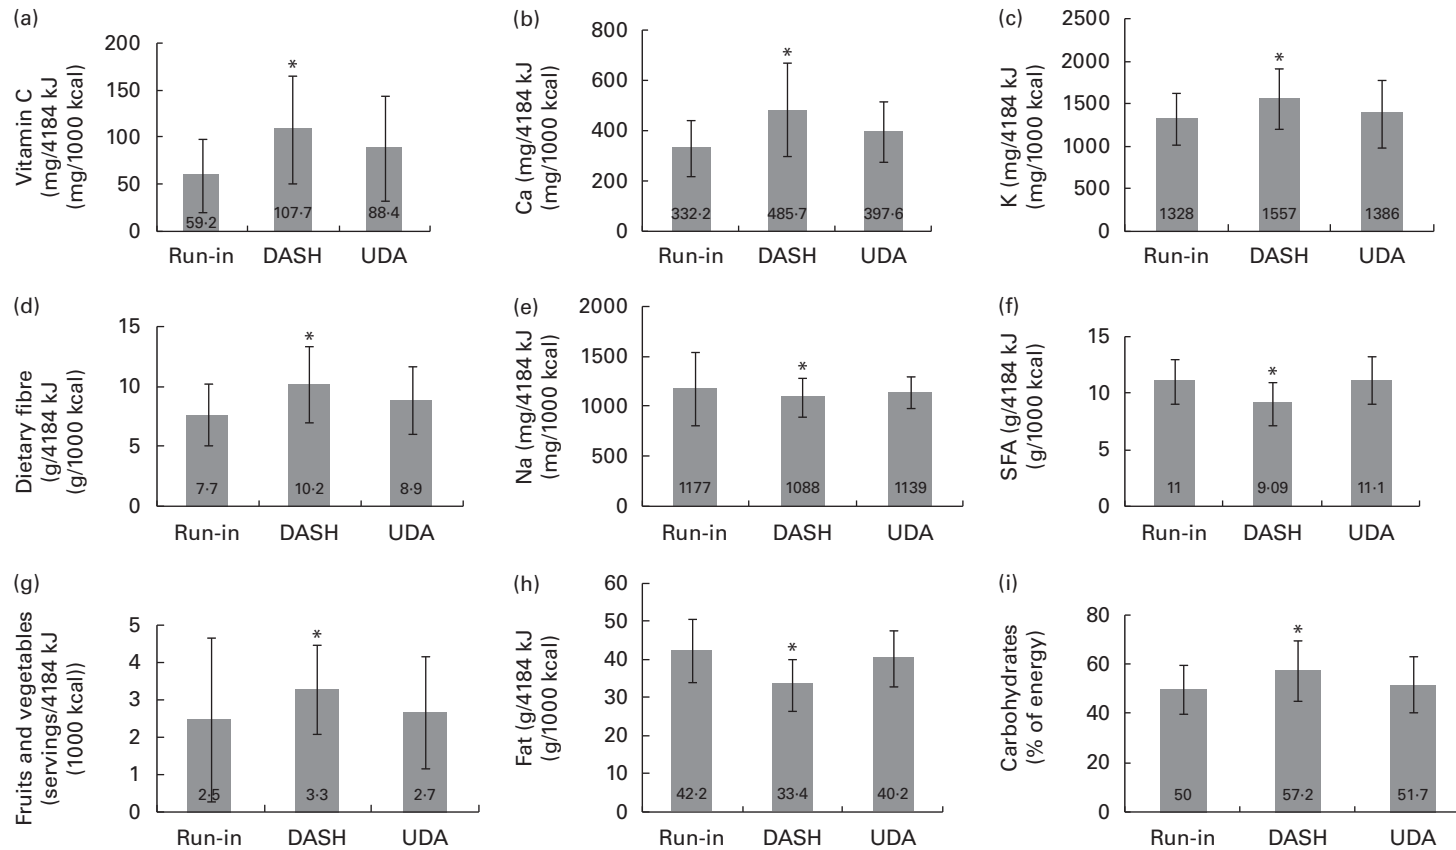 (a)
Vitamin C
(mg/4184 kJ
(mg/1000 kcal)
200
150
100
50
0
*
59·2
107·7
88·4
Run-in DASH UDA
(b)
Ca (mg/4184 kJ
(mg/1000 kcal)
800
600
400
200
0
*
332·2
485·7
397·6
Run-in DASH UDA
(c)
K (mg/4184 kJ
(mg/1000 kcal)
2500
2000
1500
1000
500
0
*
1328
1557
1386
Run-in DASH UDA
(d)
Dietary fibre
(g/4184 kJ
(g/1000 kcal)
15
10
5
0
*
7·7
10·2
8·9
Run-in DASH UDA
(e)
Na (mg/4184 kJ
(mg/1000 kcal)
2000
1500
1000
500
0
*
1177
1088
1139
Run-in DASH UDA
(f)
SFA (g/4184 kJ
(g/1000 kcal)
15
10
5
0
*
11
9·09
11·1
Run-in DASH UDA
(g)
Fruits and vegetables
(servings/4184 kJ
(1000 kcal))
5
4
3
2
1
0
*
2·5
3·3
2·7
Run-in DASH UDA
(h)
Fat (g/4184 kJ
(g/1000 kcal)
60
50
40
30
20
10
0
*
42·2
33·4
40·2
Run-in DASH UDA
(i)
Carbohydrates
(% of energy)
80
60
40
20
0
*
50
57·2
51·7
Run-in DASH UDA